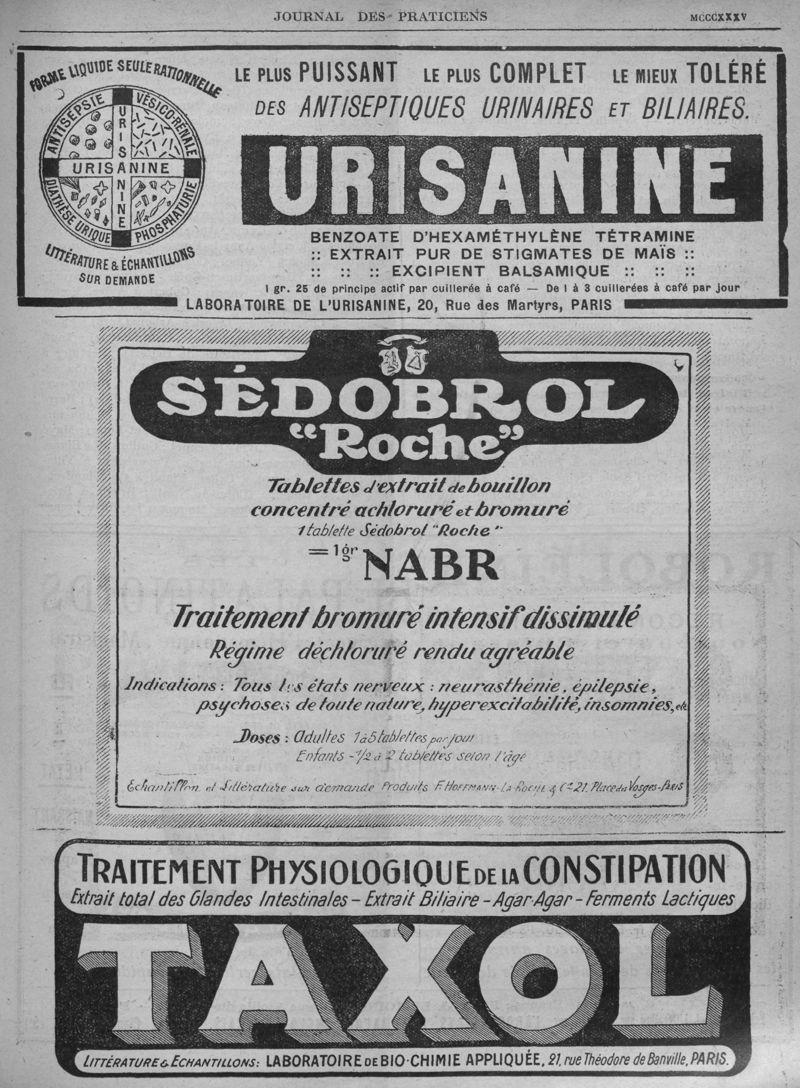 JOURNAL DES PRATICIENS
MCCCXXXV
FORME LIQUIDE SEULE RATIONNELLE
ANTISEPSIE VÉSICO-RÉNALE
URISANINE
URISANINE
DIATHÈSE URIQUE PHOSPHATURIE
LITTÉRATURE & ÉCHANTILLONS
SUR DEMANDE
LE PLUS PUISSANT LE PLUS COMPLET LE MIEUX TOLÉRÉ
DES ANTISEPTIQUES URINAIRES ET BILIAIRES.
URISANINE
BENZOATE D'HEXAMÉTHYLÈNE TÉTRAMINE
:: EXTRAIT PUR DE STIGMATES DE MAÏS ::
:: :: :: EXCIPIENT BALSAMIQUE :: :: ::
1 gr. 25 de principe actif par cuillerée à café — De 1 à 3 cuillerées à café par jour
LABORATOIRE DE L'URISANINE, 20, Rue des Martyrs, PARIS
SÉDOBROL
"Roche"
Tablettes d'extrait de bouillon
concentré achloruré et bromuré
1 tablette Sédobrol "Roche"
= 1gr NABR
Traitement bromuré intensif dissimulé
Régime déchloruré rendu agréable
Indications : Tous les états nerveux : neurasthénie, épilepsie,
psychoses de toute nature, hyperexcitabilité, insomnies, etc.
Doses : Adultes 1 à 5 tablettes par jour
Enfants - 1/2 à 2 tablettes selon l'âge
Echantillon et Littérature sur demande Produits F. HOFFMANN-LA ROCHE & Cie 21, Place des Vosges-PARIS
TRAITEMENT PHYSIOLOGIQUE DE LA CONSTIPATION
Extrait total des Glandes Intestinales - Extrait Biliaire - Agar-Agar - Ferments Lactiques
TAXOL
LITTÉRATURE & ECHANTILLONS: LABORATOIRE DE BIO-CHIMIE APPLIQUÉE, 21, rue Théodore de Banville, PARIS.